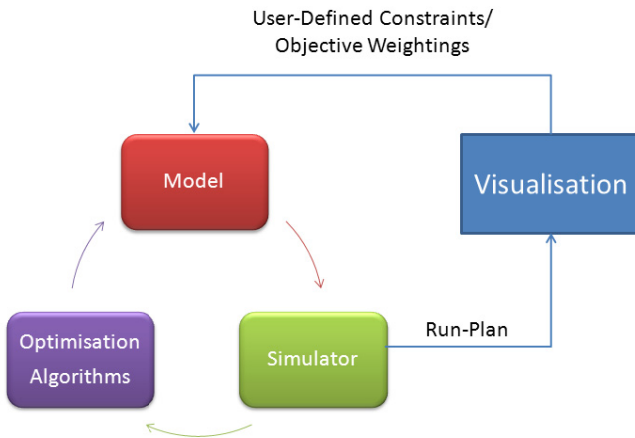 User-Defined Constraints/
Objective Weightings
Model
Visualisation
Optimisation
Algorithms
Simulator
Run-Plan